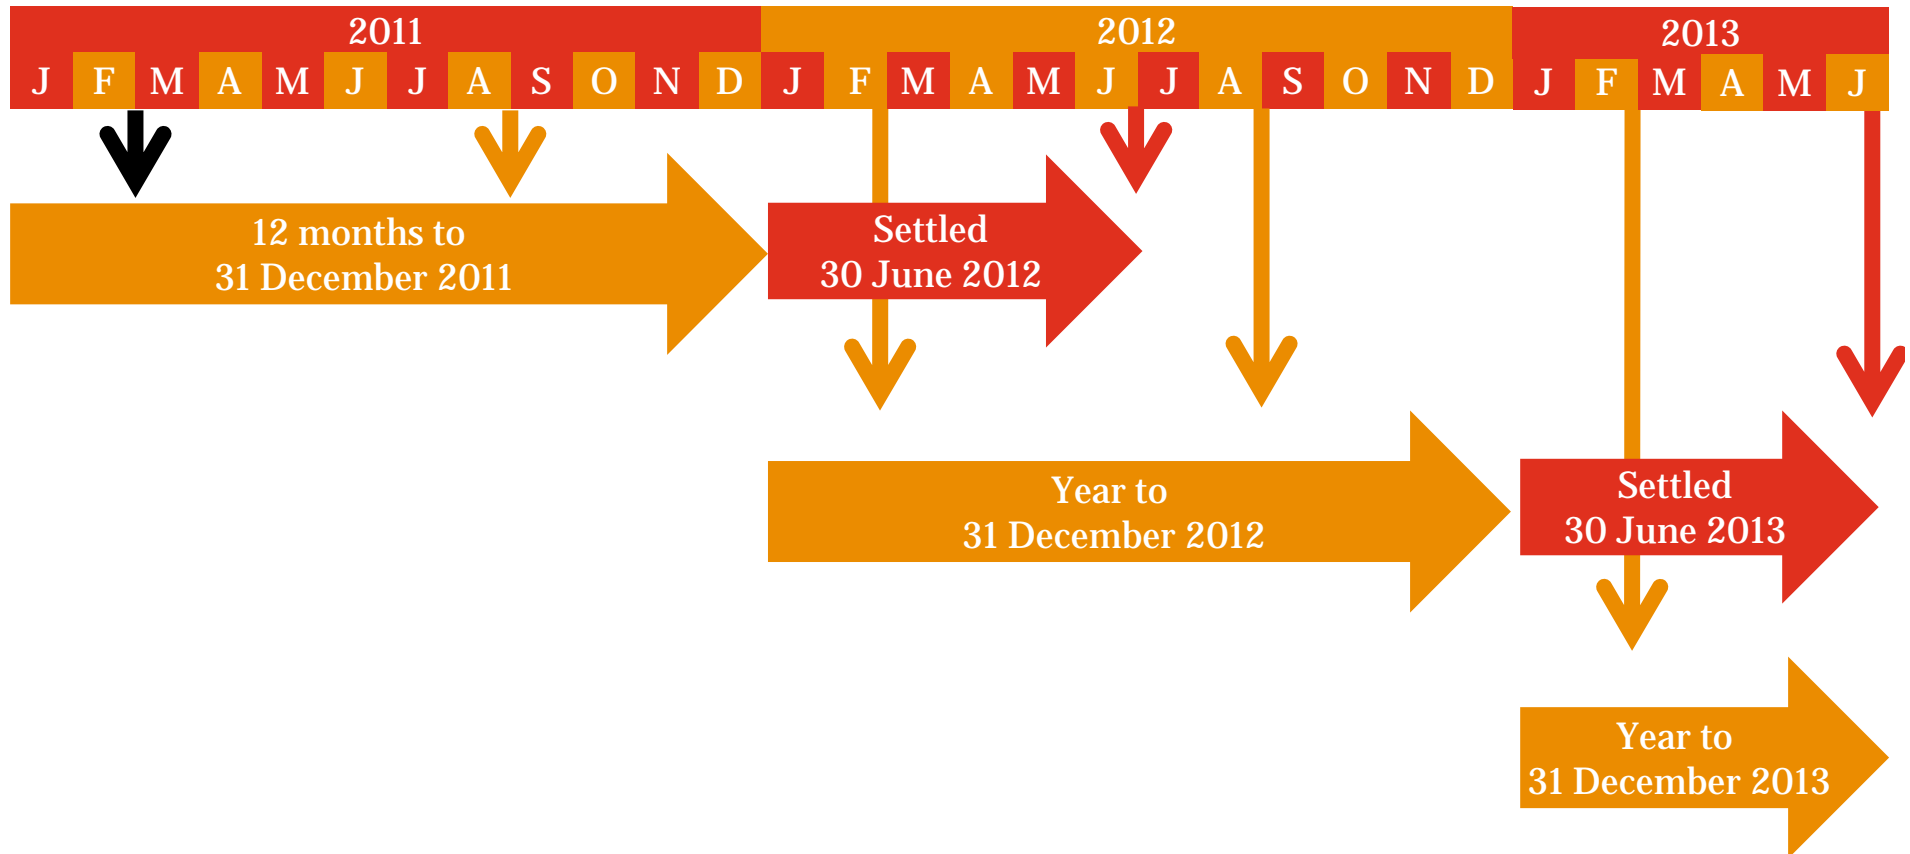 2011 2012 2013
J F M A M J J A S O N D J F M A M J J A S O N D J F M A M J
12 months to
31 December 2011
Settled
30 June 2012
Year to
31 December 2012
Settled
30 June 2013
Year to
31 December 2013